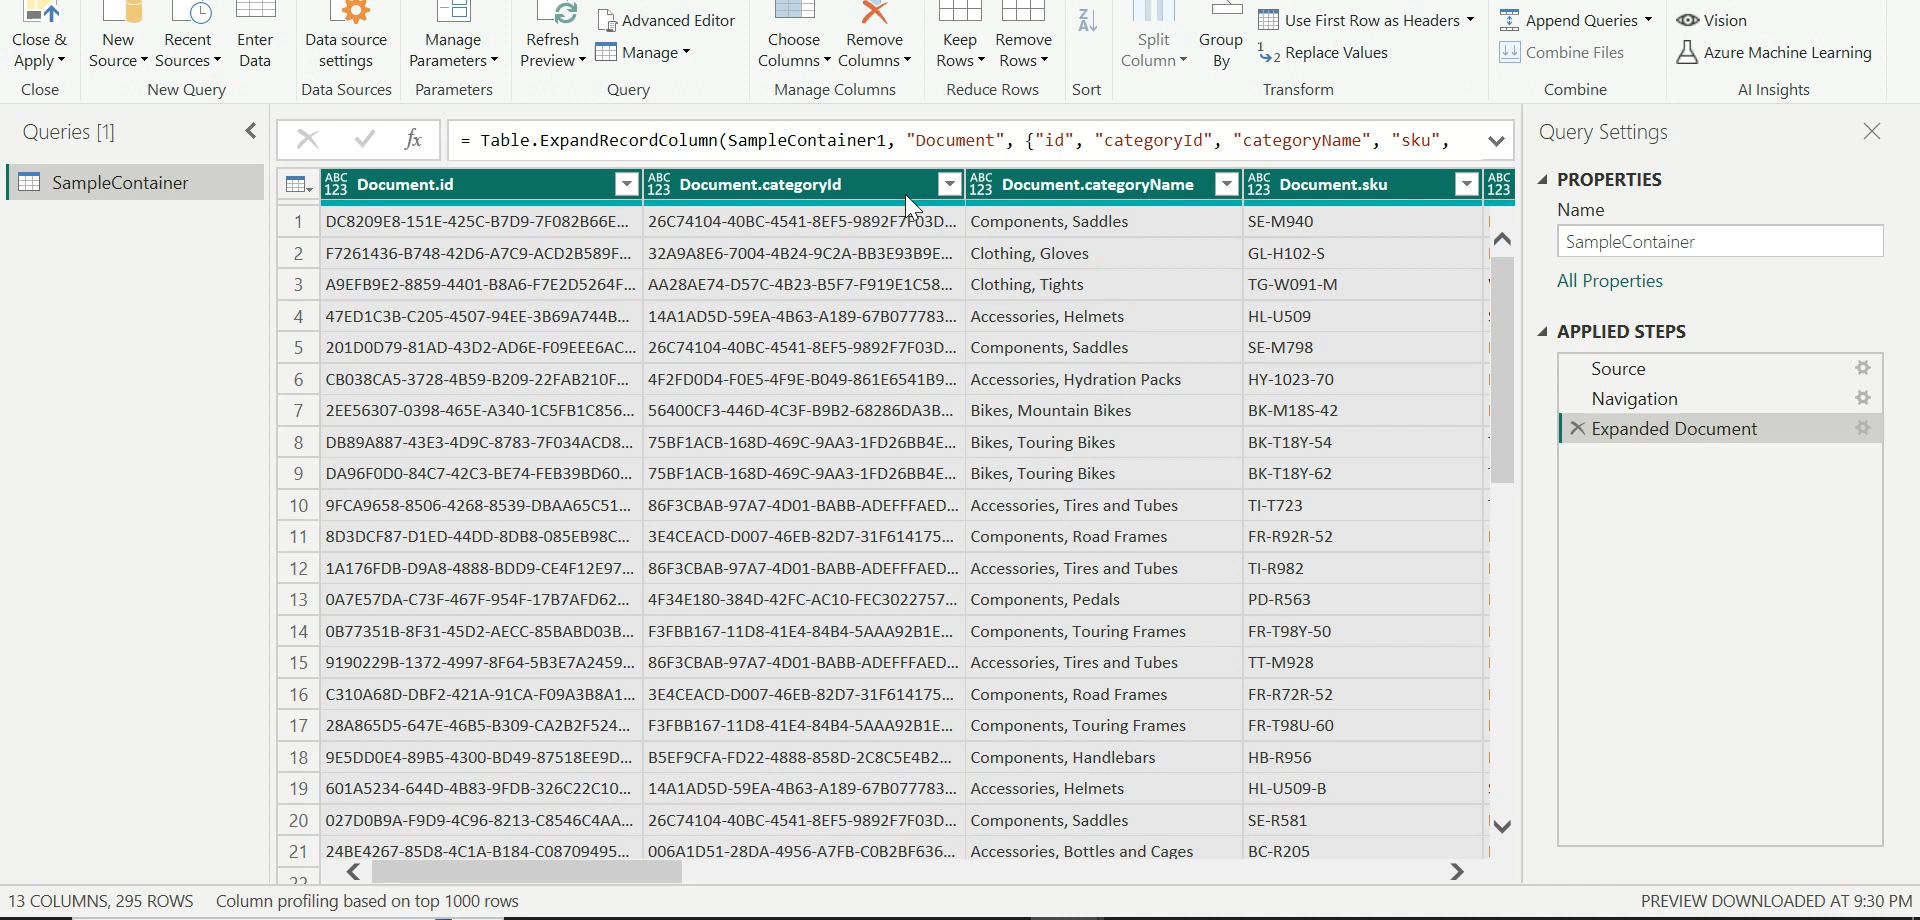 Close &
Apply
Close
New
Source
Recent
Sources
Enter
Data
New Query
Data source
settings
Data Sources
Manage
Parameters
Parameters
Refresh
Preview
Advanced Editor
Manage
Query
Choose
Columns
Remove
Columns
Manage Columns
Keep
Rows
Remove
Rows
Reduce Rows
Sort
Split
Column
Group
By
Use First Row as Headers
Replace Values
Transform
Append Queries
Combine Files
Combine
Vision
Azure Machine Learning
AI Insights
Queries [1]
SampleContainer
fx = Table.ExpandRecordColumn(SampleContainer1, "Document", {"id", "categoryId", "categoryName", "sku",
ABC 123 Document.id ABC 123 Document.categoryId ABC 123 Document.categoryName ABC 123 Document.sku ABC 123
1 DC8209E8-151E-425C-B7D9-7F082B66E... 26C74104-40BC-4541-8EF5-9892F7F03D... Components, Saddles SE-M940
2 F7261436-B748-42D6-A7C9-ACD2B589F... 32A9A8E6-7004-4B24-9C2A-BB3E93B9E... Clothing, Gloves GL-H102-S
3 A9EFB9E2-8859-4401-B8A6-F7E2D5264F... AA28AE74-D57C-4B23-B5F7-F919E1C58... Clothing, Tights TG-W091-M
4 47ED1C3B-C205-4507-94EE-3B69A744B... 14A1AD5D-59EA-4B63-A189-67B077783... Accessories, Helmets HL-U509
5 201D0D79-81AD-43D2-AD6E-F09EEE6AC... 26C74104-40BC-4541-8EF5-9892F7F03D... Components, Saddles SE-M798
6 CB038CA5-3728-4B59-B209-22FAB210F... 4F2FD0D4-F0E5-4F9E-B049-861E6541B9... Accessories, Hydration Packs HY-1023-70
7 2EE56307-0398-465E-A340-1C5FB1C856... 56400CF3-446D-4C3F-B9B2-68286DA3B... Bikes, Mountain Bikes BK-M18S-42
8 DB89A887-43E3-4D9C-8783-7F034ACD8... 75BF1ACB-168D-469C-9AA3-1FD26BB4E... Bikes, Touring Bikes BK-T18Y-54
9 DA96F0D0-84C7-42C3-BE74-FEB39BD60... 75BF1ACB-168D-469C-9AA3-1FD26BB4E... Bikes, Touring Bikes BK-T18Y-62
10 9FCA9658-8506-4268-8539-DBAA65C51... 86F3CBAB-97A7-4D01-BABB-ADEFFFAED... Accessories, Tires and Tubes TI-T723
11 8D3DCF87-D1ED-44DD-8DB8-085EB98C... 3E4CEACD-D007-46EB-82D7-31F614175... Components, Road Frames FR-R92R-52
12 1A176FDB-D9A8-4888-BDD9-CE4F12E97... 86F3CBAB-97A7-4D01-BABB-ADEFFFAED... Accessories, Tires and Tubes TI-R982
13 0A7E57DA-C73F-467F-954F-17B7AFD62... 4F34E180-384D-42FC-AC10-FEC3022757... Components, Pedals PD-R563
14 0B77351B-8F31-45D2-AECC-85BABD03B... F3FBB167-11D8-41E4-84B4-5AAA92B1E... Components, Touring Frames FR-T98Y-50
15 9190229B-1372-4997-8F64-5B3E7A2459... 86F3CBAB-97A7-4D01-BABB-ADEFFFAED... Accessories, Tires and Tubes TT-M928
16 C310A68D-DBF2-421A-91CA-F09A3B8A1... 3E4CEACD-D007-46EB-82D7-31F614175... Components, Road Frames FR-R72R-52
17 28A865D5-647E-46B5-B309-CA2B2F524... F3FBB167-11D8-41E4-84B4-5AAA92B1E... Components, Touring Frames FR-T98U-60
18 9E5DD0E4-89B5-4300-BD49-87518EE9D... B5EF9CFA-FD22-4888-858D-2C8C5E4B2... Components, Handlebars HB-R956
19 601A5234-644D-4B83-9FDB-326C22C10... 14A1AD5D-59EA-4B63-A189-67B077783... Accessories, Helmets HL-U509-B
20 027D0B9A-F9D9-4C96-8213-C8546C4AA... 26C74104-40BC-4541-8EF5-9892F7F03D... Components, Saddles SE-R581
21 24BE4267-85D8-4C1A-B184-C08709495... 006A1D51-28DA-4956-A7FB-C0B2BF636... Accessories, Bottles and Cages BC-R205
22
Query Settings
PROPERTIES
Name
SampleContainer
All Properties
APPLIED STEPS
Source
Navigation
Expanded Document
13 COLUMNS, 295 ROWS Column profiling based on top 1000 rows PREVIEW DOWNLOADED AT 9:30 PM